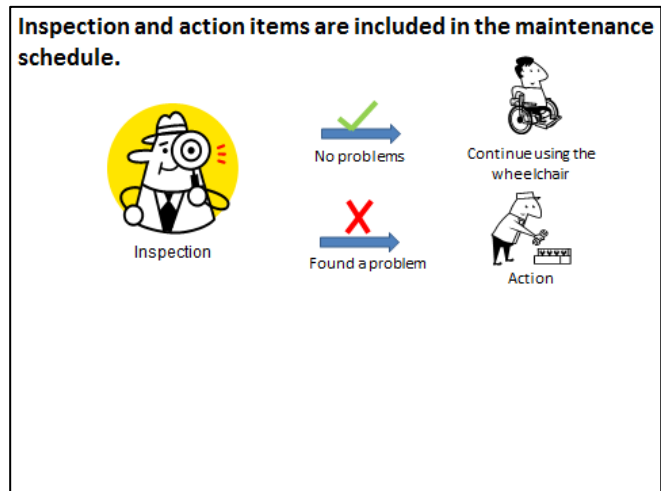 Inspection and action items are included in the maintenance
schedule.
No problems
Continue using the
wheelchair
Inspection
Found a problem
Action